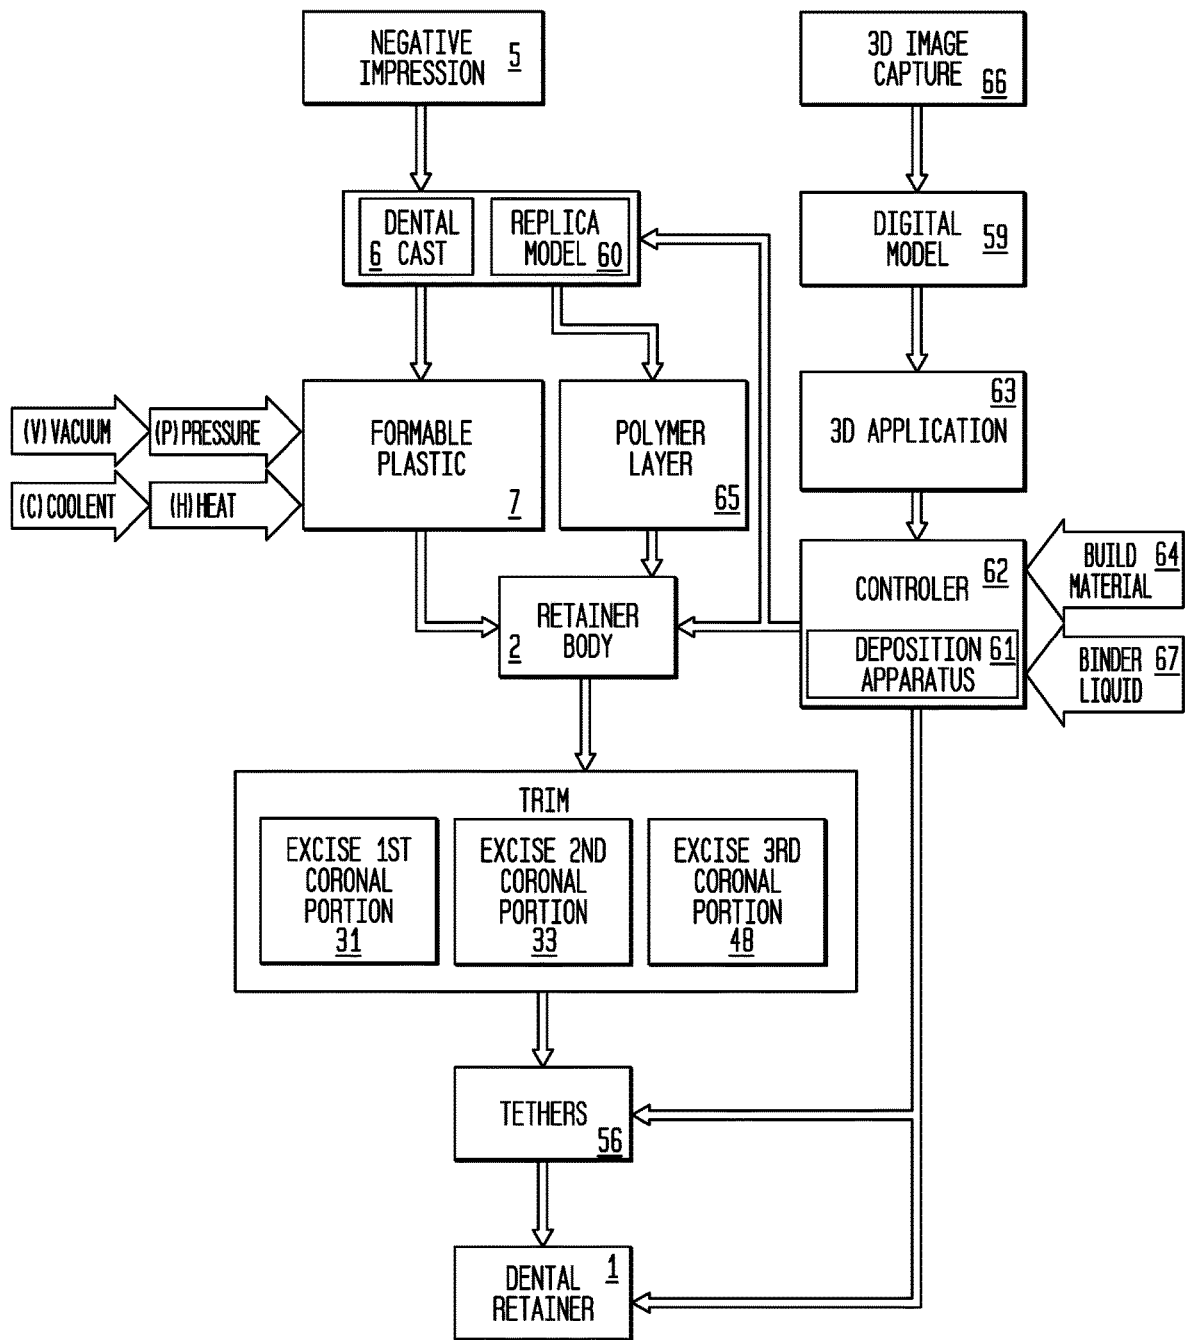 NEGATIVE
IMPRESSION 5
3D IMAGE
CAPTURE 66
DENTAL
6 CAST
REPLICA
MODEL 60
DIGITAL
MODEL 59
(V) VACUUM
(P) PRESSURE
(C) COOLENT
(H) HEAT
FORMABLE
PLASTIC
7
POLYMER
LAYER
65
63
3D APPLICATION
62
CONTROLER
DEPOSITION
APPARATUS 61
BUILD
MATERIAL 64
BINDER
LIQUID 67
RETAINER
2 BODY
TRIM
EXCISE 1ST
CORONAL
PORTION
31
EXCISE 2ND
CORONAL
PORTION
33
EXCISE 3RD
CORONAL
PORTION
48
TETHERS
56
1
DENTAL
RETAINER